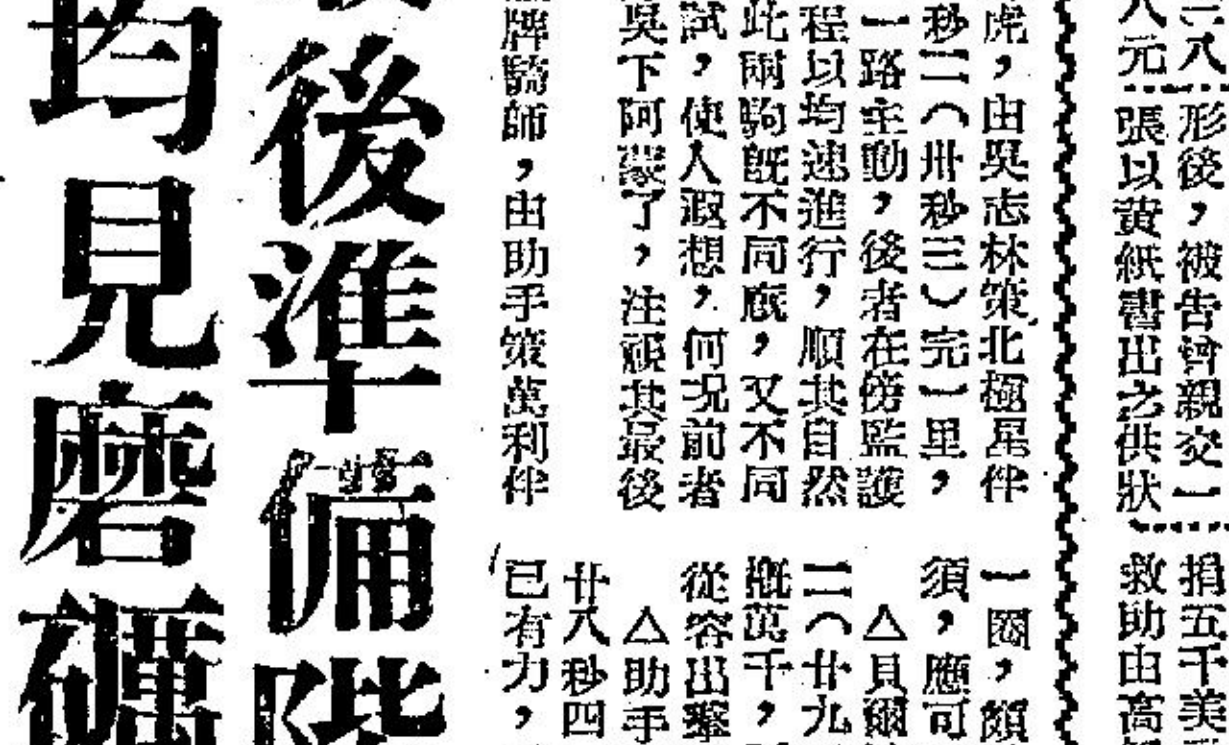 三八
八元
形後，被告曾親交一
張以黃紙書出之供狀
捐五千美
救助由高
虎，由吳志林策北極星伴
秒二（卅秒三）完一里，
一路主動，後者在傍監護
程以均速進行，順其自然
此兩駒既不同廐，又不同
試，使人遐想，何況前者
吳下阿蒙了，注視其最後
牌騎師，由助手策萬利伴
一圈，頗
須，應可
△貝爾
二（廿九
概萬千，
從容出擊
△助手
廿八秒四
已有力，
後準備階
均見磨礪